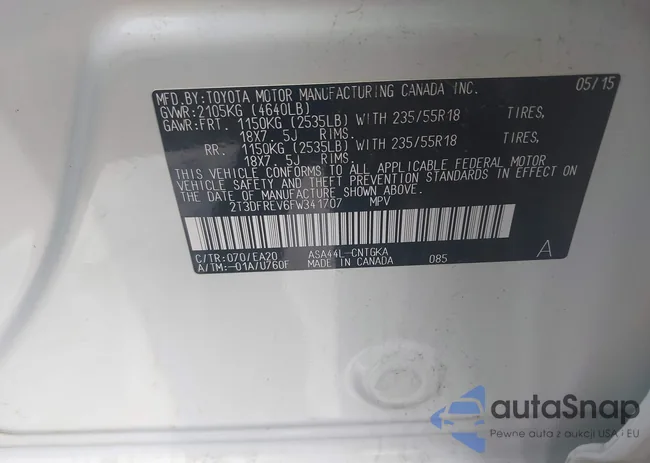 MFD.BY:TOYOTA MOTOR MANUFACTURING CANADA INC. 05/15
GVWR:2105KG (4640LB)
GAWR:FRT. 1150KG (2535LB) WITH 235/55R18 TIRES,
18X7. 5J RIMS.
RR. 1150KG (2535LB) WITH 235/55R18 TIRES,
18X7. 5J RIMS.
THIS VEHICLE CONFORMS TO ALL APPLICABLE FEDERAL MOTOR
VEHICLE SAFETY AND THEFT PREVENTION STANDARDS IN EFFECT ON
THE DATE OF MANUFACTURE SHOWN ABOVE.
2T3DFREV6FW341707 MPV
C/TR:070/EA20 ASA44L-CNTGKA A
A/TM:-01A/U760F MADE IN CANADA 085
autaSnap
Pewne auta z aukcji USA • EU